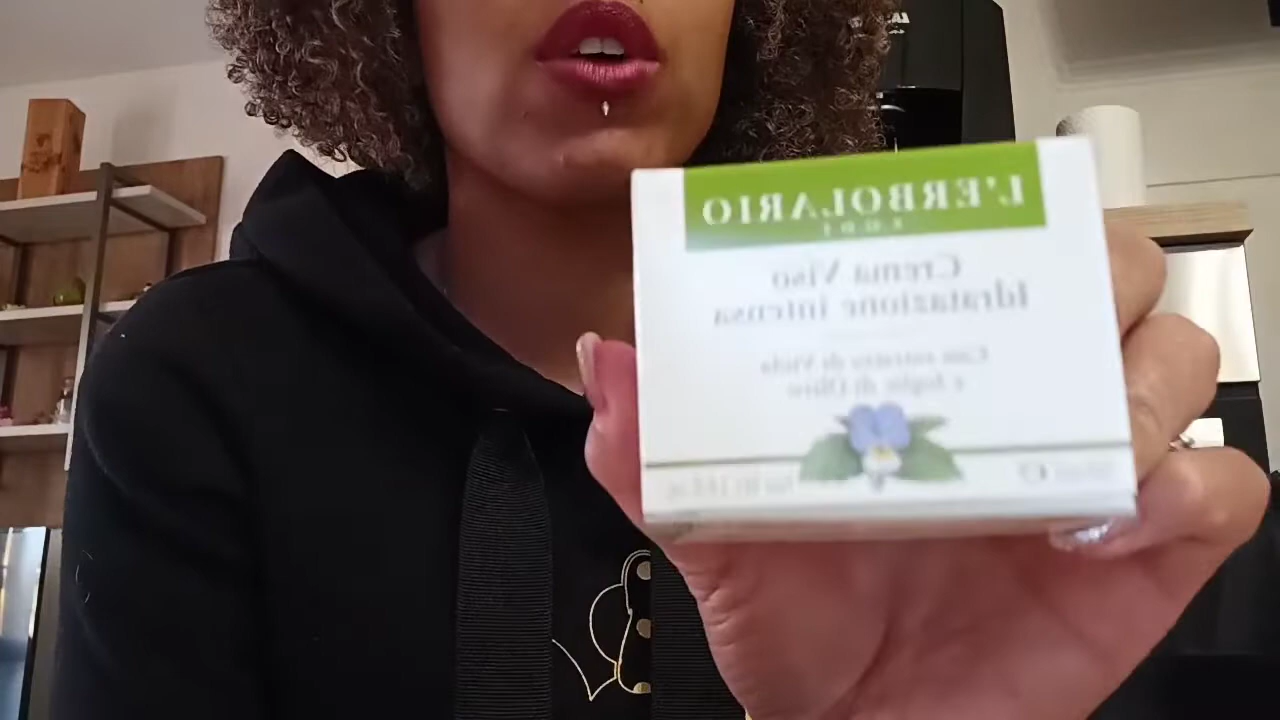 L'ERBOLARIO
LODI
Crema Viso
Idratazione intensa
Con estratto di Viola
e foglie di Olivo